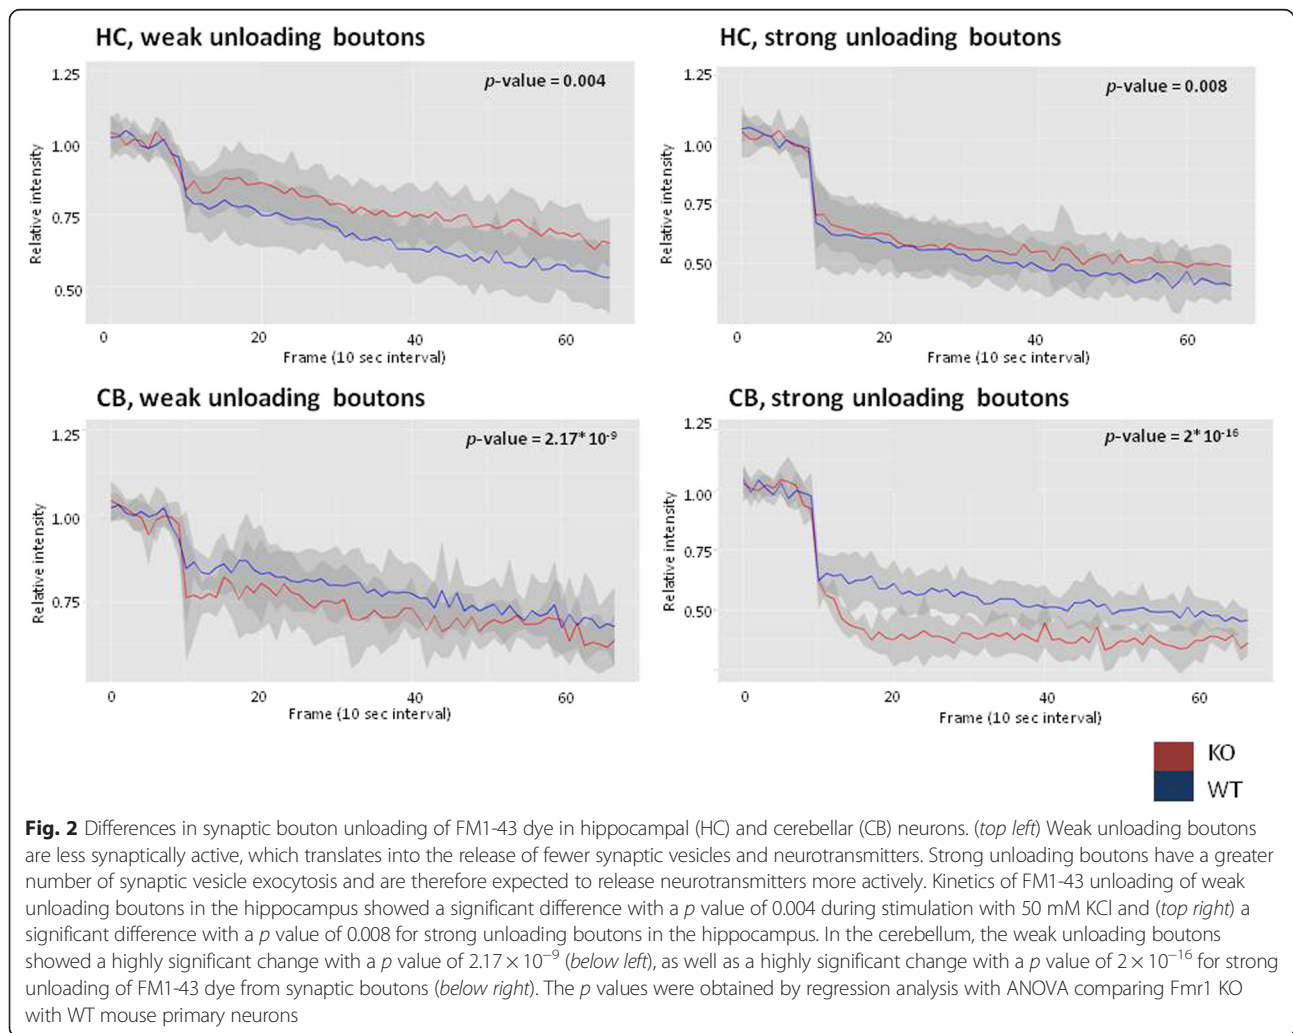 HC, weak unloading boutons
p-value = 0.004
1.25
1.00
0.75
0.50
Relative intensity
0
20
40
60
Frame (10 sec interval)
HC, strong unloading boutons
p-value = 0.008
1.25
1.00
0.75
0.50
Relative intensity
0
20
40
60
Frame (10 sec interval)
CB, weak unloading boutons
p-value = 2.17*10-9
1.25
1.00
0.75
Relative intensity
0
20
40
60
Frame (10 sec interval)
CB, strong unloading boutons
p-value = 2*10-16
1.25
1.00
0.75
0.50
Relative intensity
0
20
40
60
Frame (10 sec interval)
KO
WT
Fig. 2 Differences in synaptic bouton unloading of FM1-43 dye in hippocampal (HC) and cerebellar (CB) neurons. (top left) Weak unloading boutons
are less synaptically active, which translates into the release of fewer synaptic vesicles and neurotransmitters. Strong unloading boutons have a greater
number of synaptic vesicle exocytosis and are therefore expected to release neurotransmitters more actively. Kinetics of FM1-43 unloading of weak
unloading boutons in the hippocampus showed a significant difference with a p value of 0.004 during stimulation with 50 mM KCl and (top right) a
significant difference with a p value of 0.008 for strong unloading boutons in the hippocampus. In the cerebellum, the weak unloading boutons
showed a highly significant change with a p value of 2.17 × 10−9 (below left), as well as a highly significant change with a p value of 2 × 10−16 for strong
unloading of FM1-43 dye from synaptic boutons (below right). The p values were obtained by regression analysis with ANOVA comparing Fmr1 KO
with WT mouse primary neurons